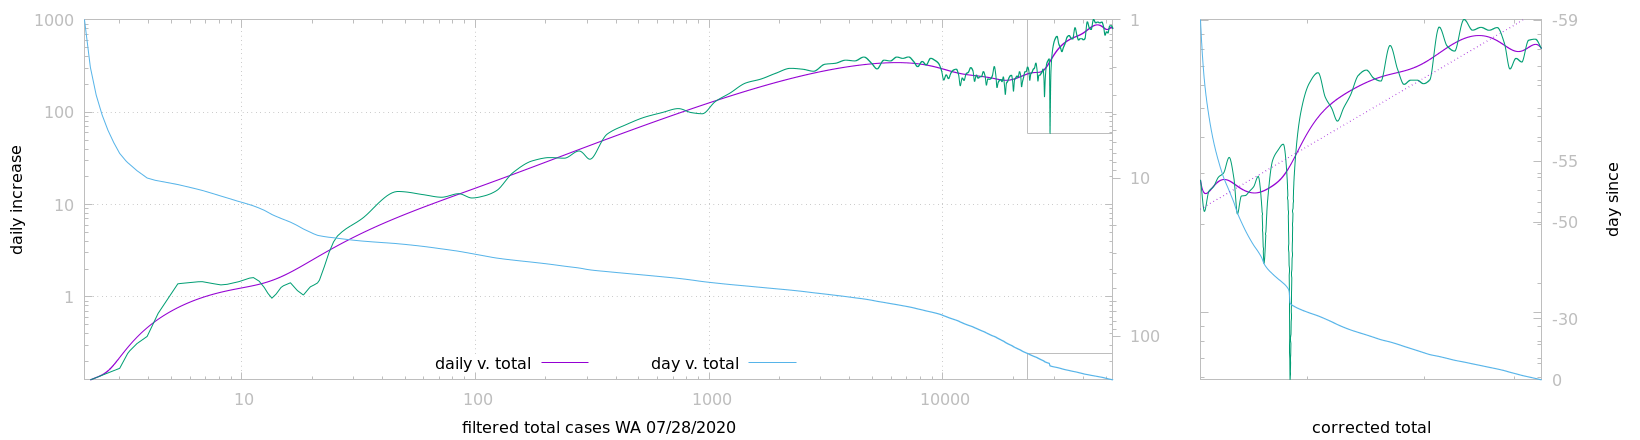 1000
100
10
1
daily increase
10
100
1000
10000
filtered total cases WA 07/28/2020
daily v. total
day v. total
1
10
100
-59
-55
-50
-30
0
day since
corrected total